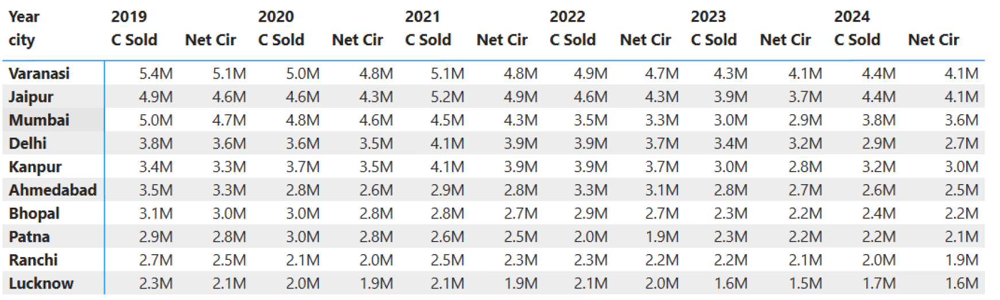 Year 2019 2020 2021 2022 2023 2024
city C Sold Net Cir C Sold Net Cir C Sold Net Cir C Sold Net Cir C Sold Net Cir C Sold Net Cir
Varanasi 5.4M 5.1M 5.0M 4.8M 5.1M 4.8M 4.9M 4.7M 4.3M 4.1M 4.4M 4.1M
Jaipur 4.9M 4.6M 4.6M 4.3M 5.2M 4.9M 4.6M 4.3M 3.9M 3.7M 4.4M 4.1M
Mumbai 5.0M 4.7M 4.8M 4.6M 4.5M 4.3M 3.5M 3.3M 3.0M 2.9M 3.8M 3.6M
Delhi 3.8M 3.6M 3.6M 3.5M 4.1M 3.9M 3.9M 3.7M 3.4M 3.2M 2.9M 2.7M
Kanpur 3.4M 3.3M 3.7M 3.5M 4.1M 3.9M 3.9M 3.7M 3.0M 2.8M 3.2M 3.0M
Ahmedabad 3.5M 3.3M 2.8M 2.6M 2.9M 2.8M 3.3M 3.1M 2.8M 2.7M 2.6M 2.5M
Bhopal 3.1M 3.0M 3.0M 2.8M 2.8M 2.7M 2.9M 2.7M 2.3M 2.2M 2.4M 2.2M
Patna 2.9M 2.8M 3.0M 2.8M 2.6M 2.5M 2.0M 1.9M 2.3M 2.2M 2.2M 2.1M
Ranchi 2.7M 2.5M 2.1M 2.0M 2.5M 2.3M 2.3M 2.2M 2.2M 2.1M 2.0M 1.9M
Lucknow 2.3M 2.1M 2.0M 1.9M 2.1M 1.9M 2.1M 2.0M 1.6M 1.5M 1.7M 1.6M